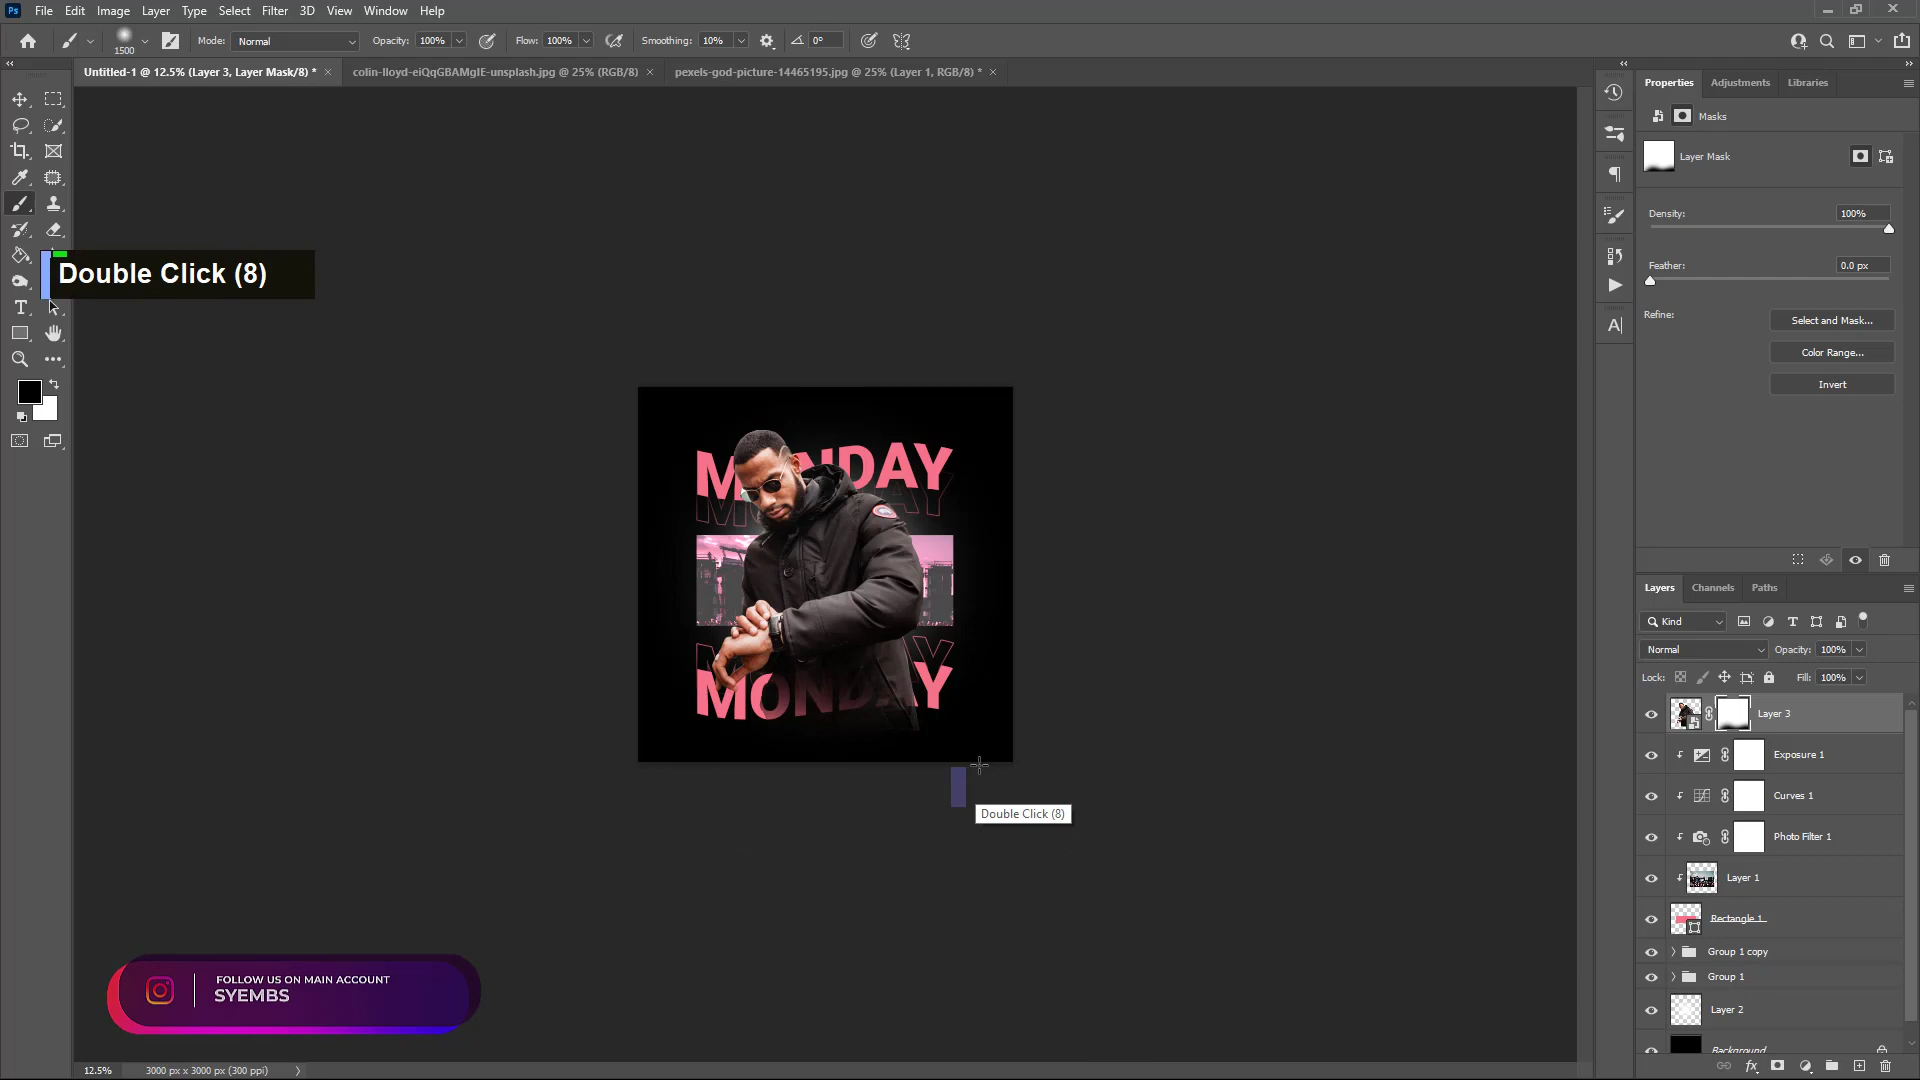 Ps File Edit Image Layer Type Select Filter 3D View Window Help
1500 Mode: Normal Opacity: 100% Flow: 100% Smoothing: 10% 0°
Untitled-1 @ 12.5% (Layer 3, Layer Mask/8) * × colin-lloyd-eiQqGBAMgIE-unsplash.jpg @ 25% (RGB/8) × pexels-god-picture-14465195.jpg @ 25% (Layer 1, RGB/8) * ×
Double Click (8)
MONDAY
MONDAY
Double Click (8)
FOLLOW US ON MAIN ACCOUNT
SYEMBS
12.5% 3000 px x 3000 px (300 ppi)
Properties Adjustments Libraries
Masks
Layer Mask
Density: 100%
Feather: 0.0 px
Refine: Select and Mask...
Color Range...
Invert
Layers Channels Paths
Kind
Normal Opacity: 100%
Lock: Fill: 100%
Layer 3
Exposure 1
Curves 1
Photo Filter 1
Layer 1
Rectangle 1
Group 1 copy
Group 1
Layer 2
Background